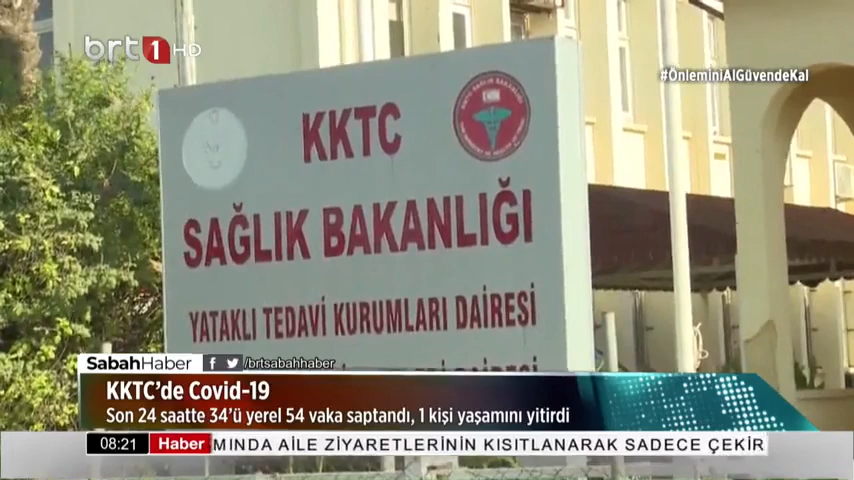 brt 1 HD
#ÖnleminiAlGüvendeKal
KKTC
SAĞLIK BAKANLIĞI
YATAKLI TEDAVİ KURUMLARI DAİRESİ
SabahHaber
/brtsabahhaber
KKTC'de Covid-19
Son 24 saatte 34'ü yerel 54 vaka saptandı, 1 kişi yaşamını yitirdi
08:21 Haber MINDA AİLE ZİYARETLERİNİN KISITLANARAK SADECE ÇEKİR